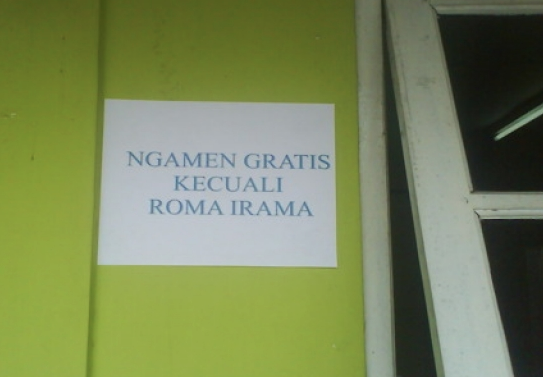 NGAMEN GRATIS
KECUALI
ROMA IRAMA